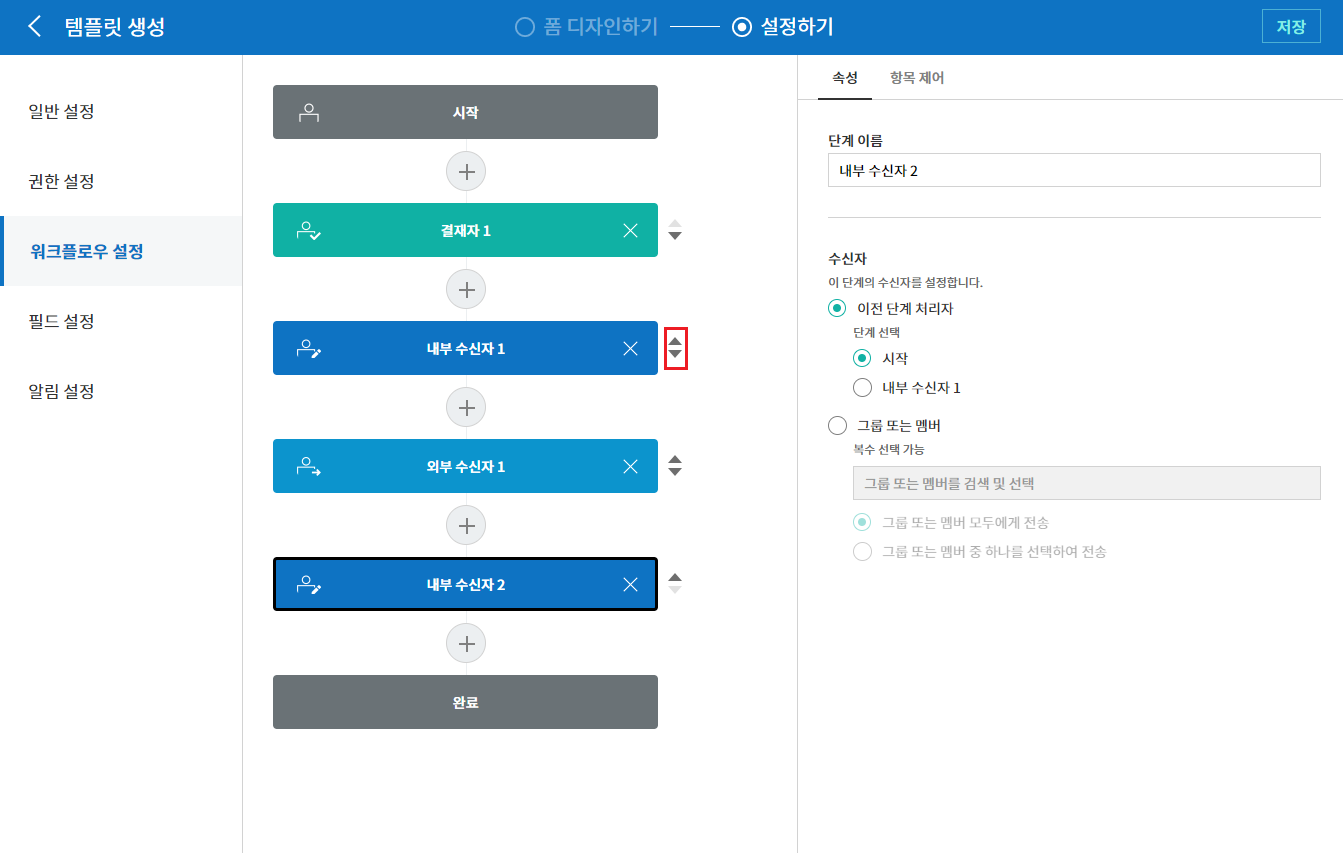 템플릿 생성
폼 디자인하기
설정하기
저장
일반 설정
권한 설정
워크플로우 설정
필드 설정
알림 설정
시작
결재자 1
내부 수신자 1
외부 수신자 1
내부 수신자 2
완료
속성
항목 제어
단계 이름
내부 수신자 2
수신자
이 단계의 수신자를 설정합니다.
이전 단계 처리자
단계 선택
시작
내부 수신자 1
그룹 또는 멤버
복수 선택 가능
그룹 또는 멤버를 검색 및 선택
그룹 또는 멤버 모두에게 전송
그룹 또는 멤버 중 하나를 선택하여 전송